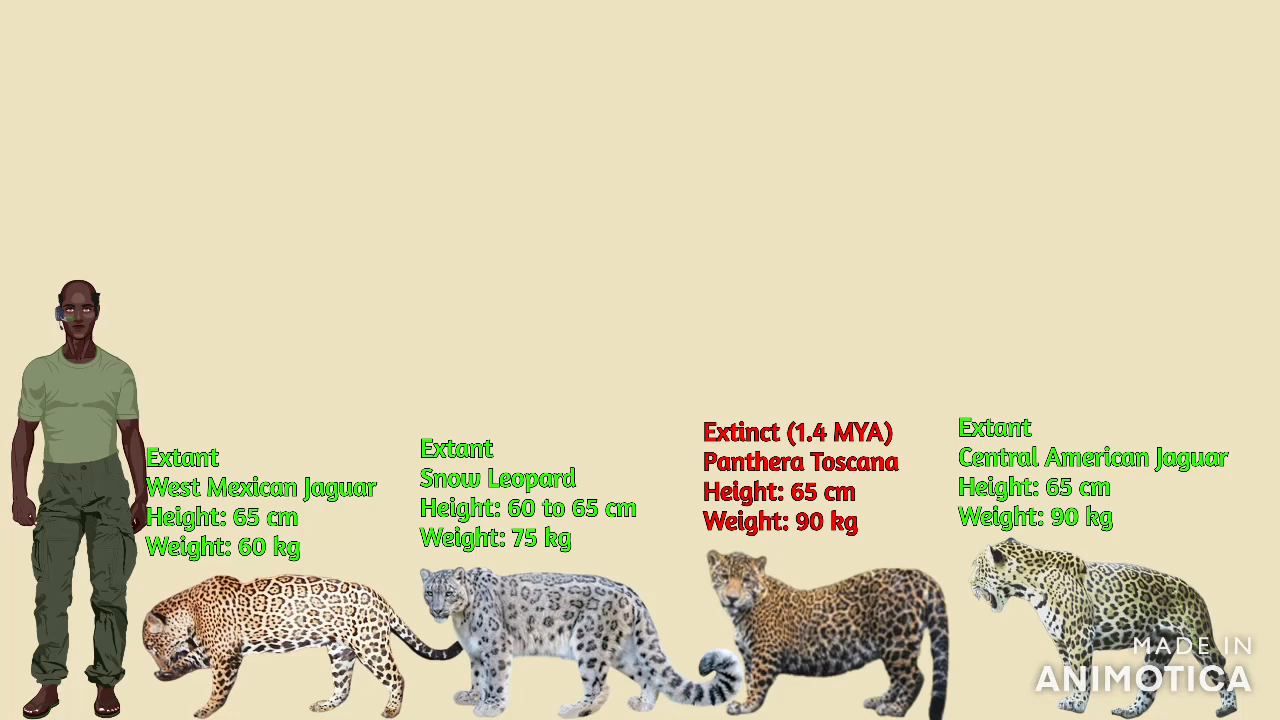 Extant
West Mexican Jaguar
Height: 65 cm
Weight: 60 kg
Extant
Snow Leopard
Height: 60 to 65 cm
Weight: 75 kg
Extinct (1.4 MYA)
Panthera Toscana
Height: 65 cm
Weight: 90 kg
Extant
Central American Jaguar
Height: 65 cm
Weight: 90 kg
MADE IN
ANIMOTICA